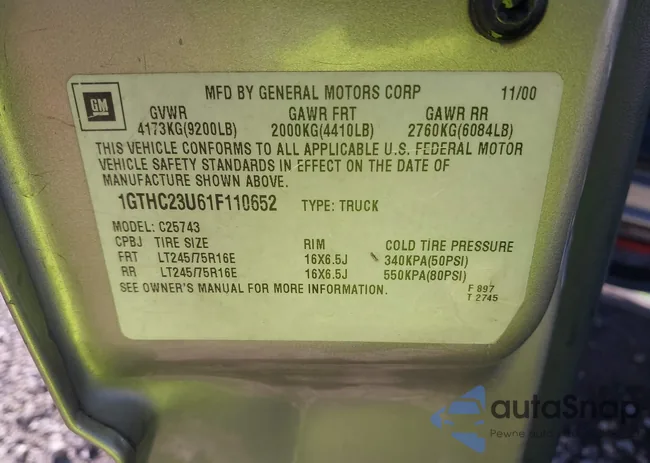 GM
MFD BY GENERAL MOTORS CORP 11/00
GVWR GAWR FRT GAWR RR
4173KG(9200LB) 2000KG(4410LB) 2760KG(6084LB)
THIS VEHICLE CONFORMS TO ALL APPLICABLE U.S. FEDERAL MOTOR
VEHICLE SAFETY STANDARDS IN EFFECT ON THE DATE OF
MANUFACTURE SHOWN ABOVE.
1GTHC23U61F110652 TYPE: TRUCK
MODEL: C25743
CPBJ TIRE SIZE RIM COLD TIRE PRESSURE
FRT LT245/75R16E 16X6.5J 340KPA(50PSI)
RR LT245/75R16E 16X6.5J 550KPA(80PSI)
SEE OWNER'S MANUAL FOR MORE INFORMATION.
F 897
T 2745
autoSnap
Pewne auto